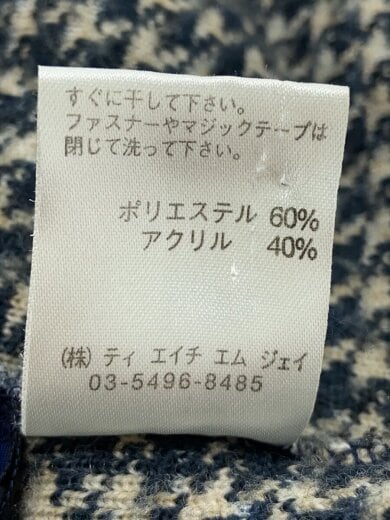 すぐに干して下さい。
ファスナーやマジックテープは
閉じて洗って下さい。
ポリエステル 60%
アクリル 40%
(株) ティ エイチ エム ジェイ
03-5496-8485